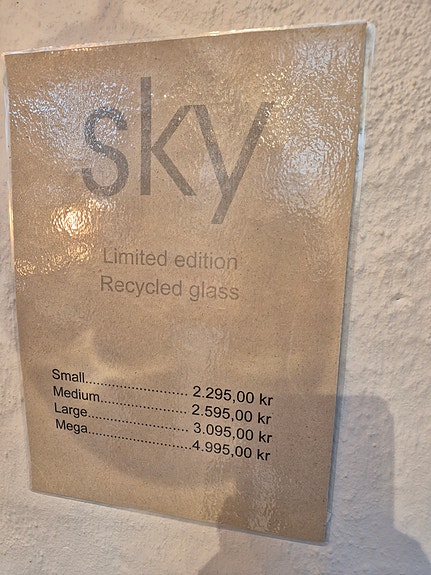 sky
Limited edition
Recycled glass
Small.......................... 2.295,00 kr
Medium...................... 2.595,00 kr
Large.......................... 3.095,00 kr
Mega..........................4.995,00 kr